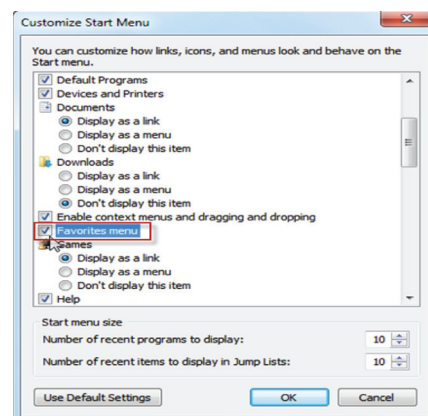 Customize Start Menu
You can customize how links, icons, and menus look and behave on the
Start menu.
Default Programs
Devices and Printers
Documents
Display as a link
Display as a menu
Don't display this item
Downloads
Display as a link
Display as a menu
Don't display this item
Enable context menus and dragging and dropping
Favorites menu
Games
Display as a link
Display as a menu
Don't display this item
Help
Start menu size
Number of recent programs to display: 10
Number of recent items to display in Jump Lists: 10
Use Default Settings OK Cancel